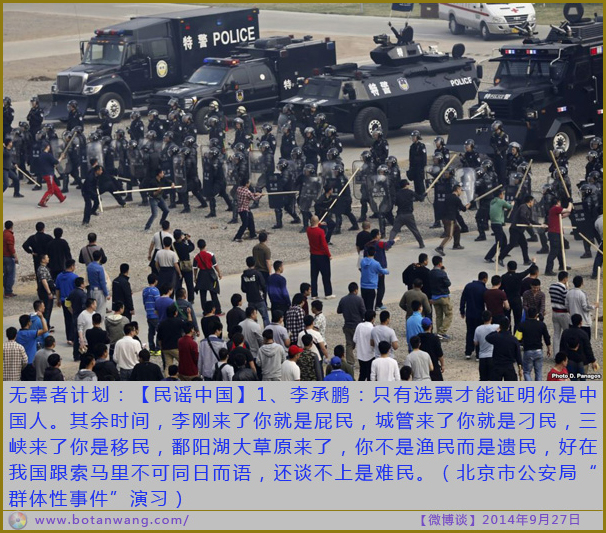 特警 POLICE
POLICE
POLICE
特警
Photo D. Panagos
无辜者计划：【民谣中国】1、李承鹏：只有选票才能证明你是中
国人。其余时间，李刚来了你就是屁民，城管来了你就是刁民，三
峡来了你是移民，鄱阳湖大草原来了，你不是渔民而是遗民，好在
我国跟索马里不可同日而语，还谈不上是难民。（北京市公安局“
群体性事件”演习）
www.botanwang.com/
【微博谈】2014年9月27日